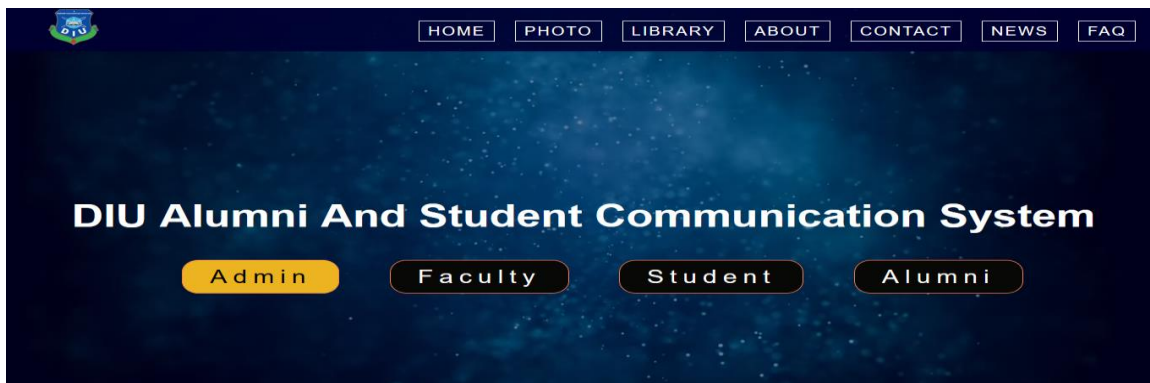 DIU
HOME PHOTO LIBRARY ABOUT CONTACT NEWS FAQ
DIU Alumni And Student Communication System
Admin Faculty Student Alumni